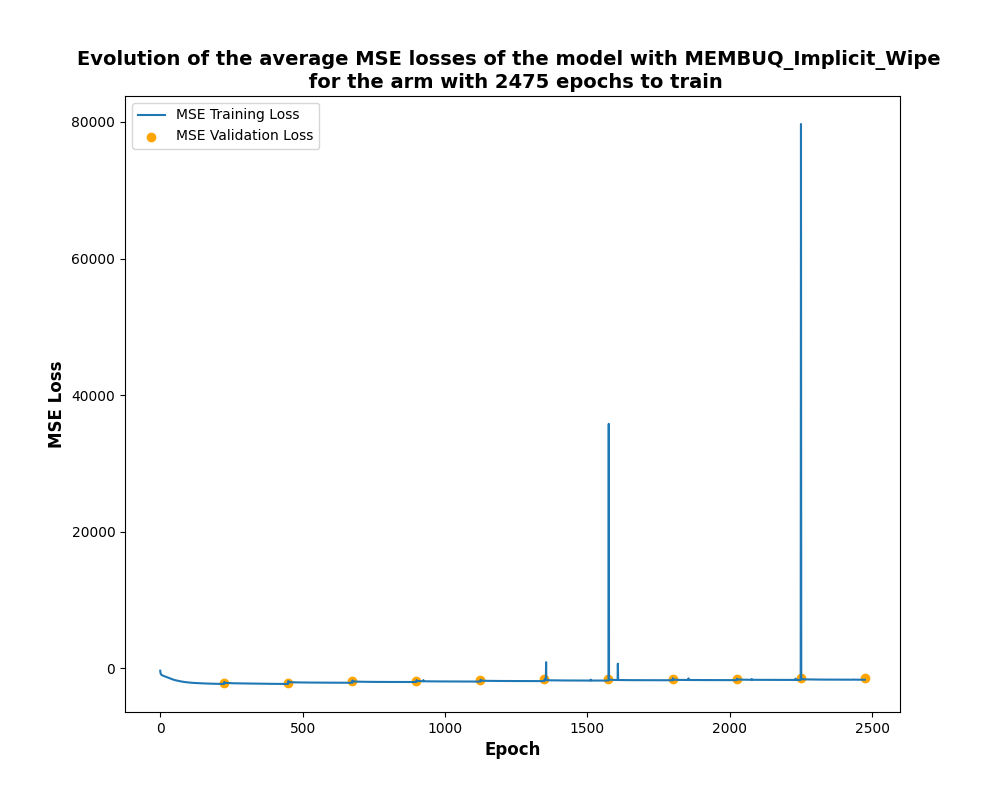 Evolution of the average MSE losses of the model with MEMBUQ_Implicit_Wipe
for the arm with 2475 epochs to train
MSE Training Loss
MSE Validation Loss
80000
60000
40000
20000
0
MSE Loss
0 500 1000 1500 2000 2500
Epoch